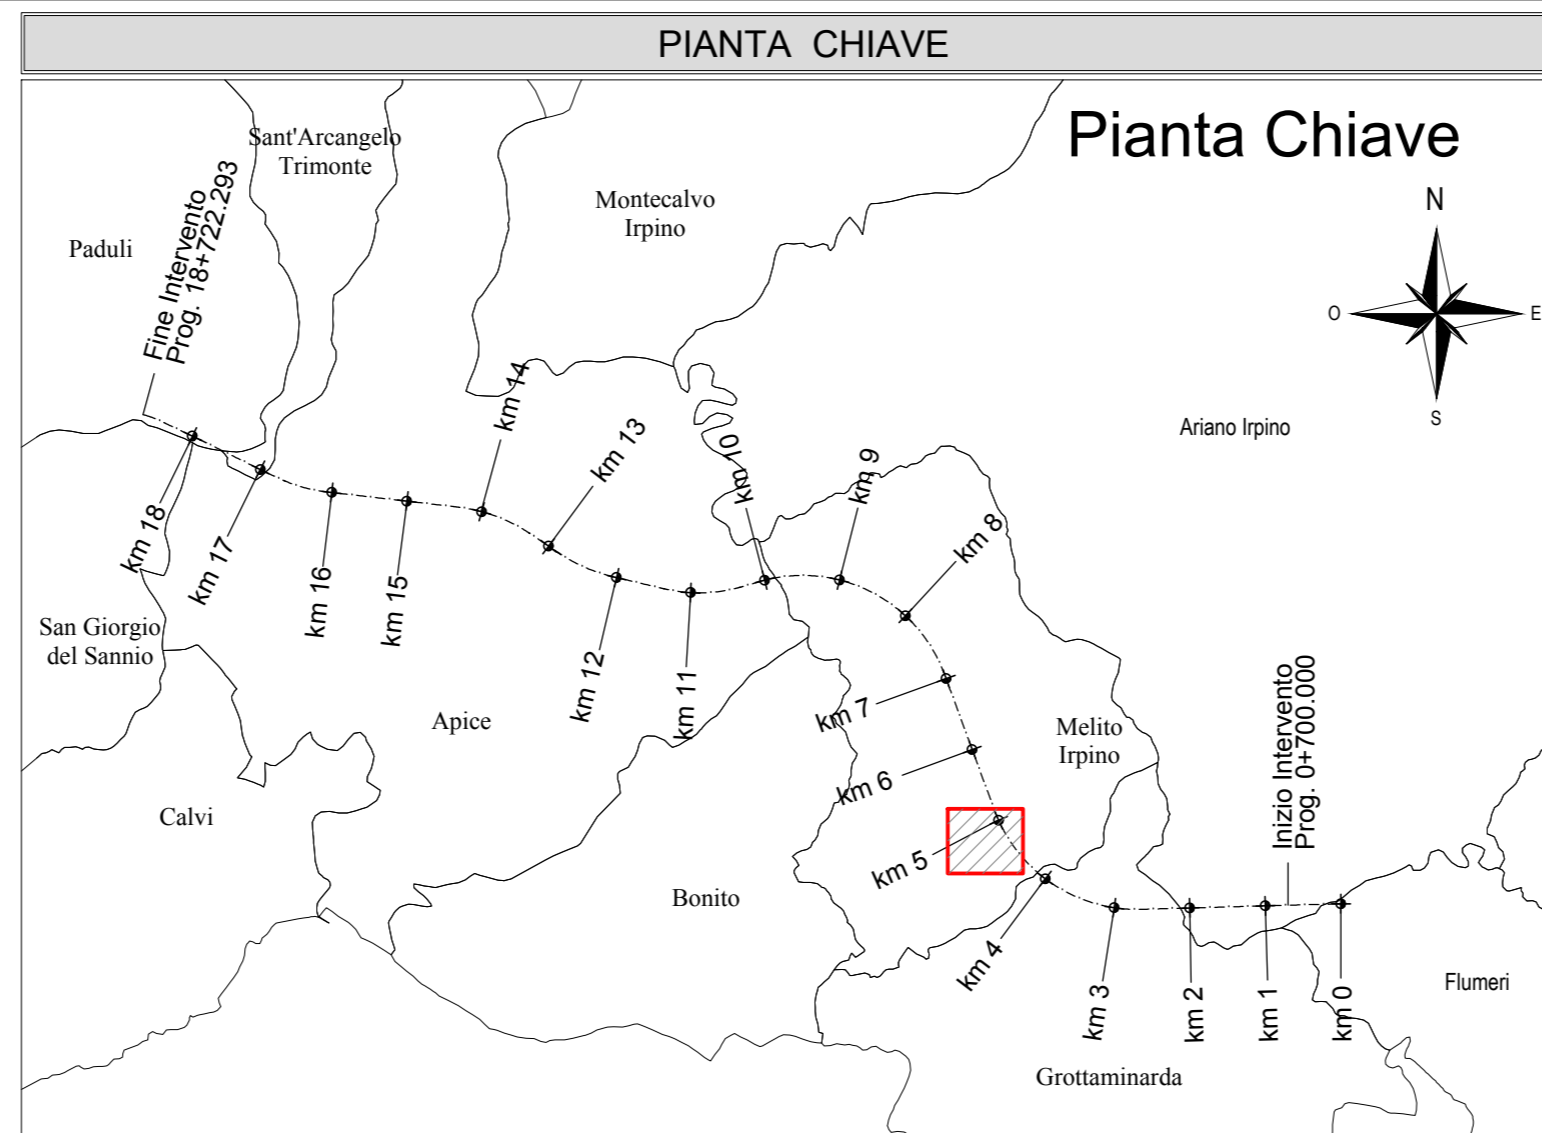 PIANTA CHIAVE
Pianta Chiave
Sant'Arcangelo
Trimonte
Montecalvo
Irpino
Paduli
Fine Intervento
Prog. 18+722.293
N
O
E
S
Ariano Irpino
km 14
km 13
km 10
km 9
km 8
km 18
km 17
km 16
km 15
km 12
km 11
km 7
km 6
km 5
San Giorgio
del Sannio
Apice
Melito
Irpino
Inizio Intervento
Prog. 0+700.000
Calvi
Bonito
km 4
km 3
km 2
km 1
km 0
Flumeri
Grottaminarda